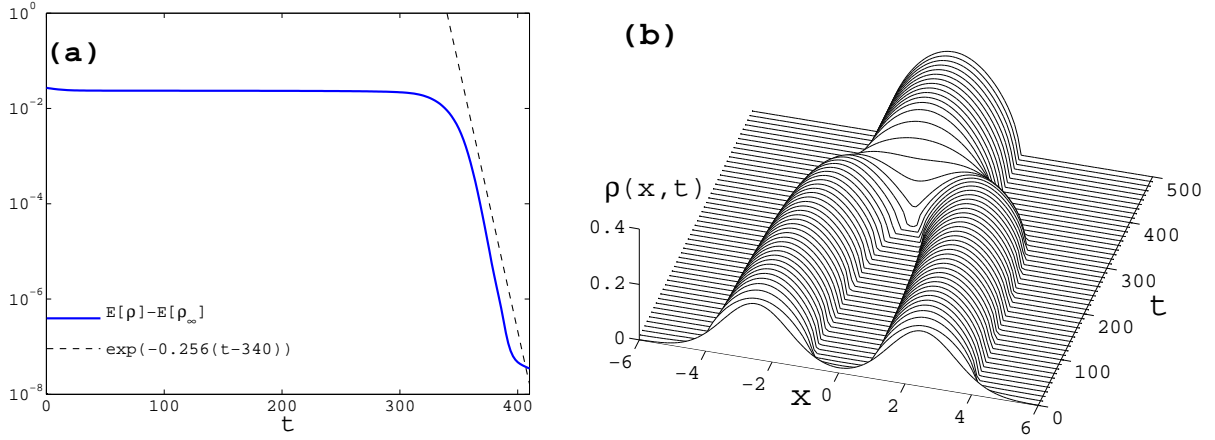 (a)
10^0
10^-2
10^-4
10^-6
10^-8
E[ρ]-E[ρ_∞]
exp(-0.256(t-340))
0 100 200 300 400
t
(b)
ρ(x,t)
0.4
0.2
0
-6 -4 -2 0 2 4 6
x
0 100 200 300 400 500
t